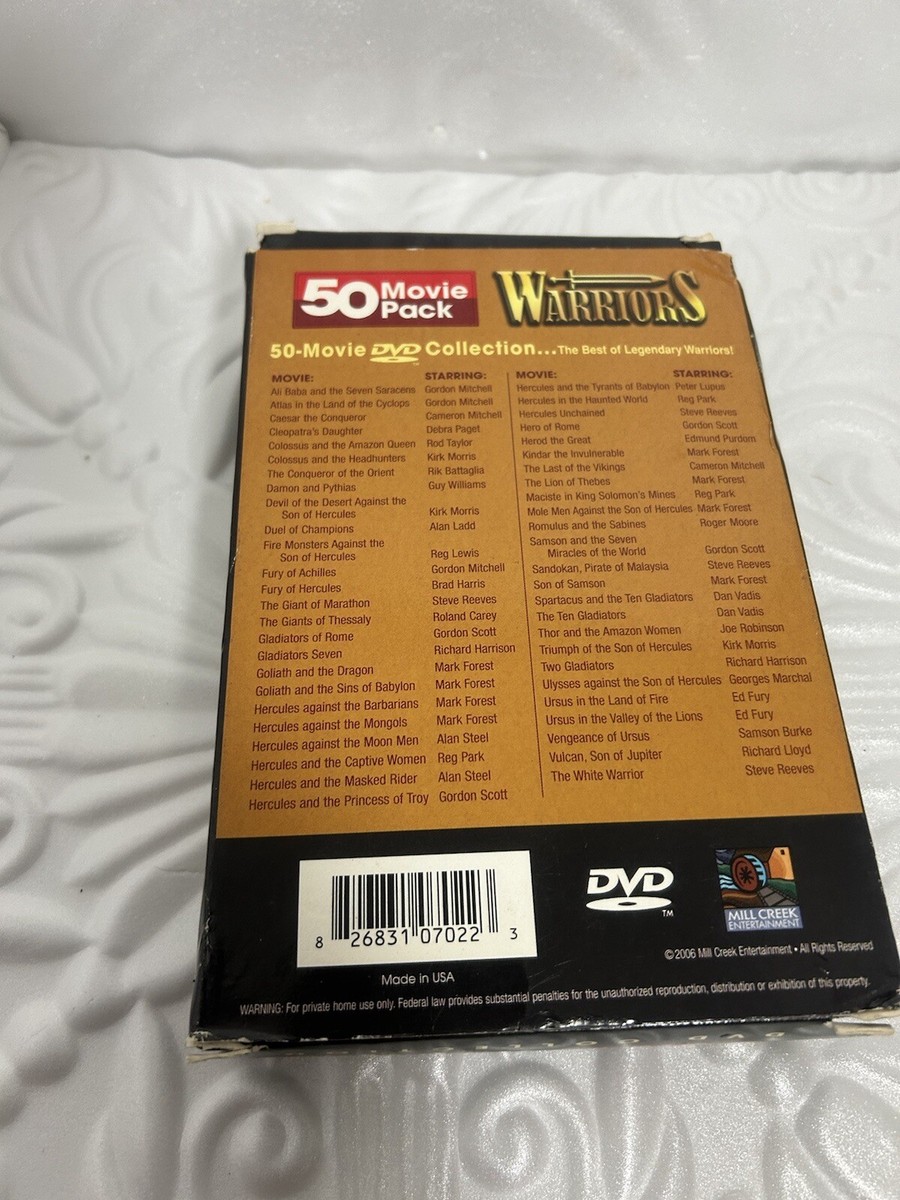 50 Movie Pack WARRIORS
50-Movie DVD Collection...The Best of Legendary Warriors!
MOVIE: STARRING:
Ali Baba and the Seven Saracens Gordon Mitchell
Atlas in the Land of the Cyclops Gordon Mitchell
Caesar the Conqueror Cameron Mitchell
Cleopatra's Daughter Debra Paget
Colossus and the Amazon Queen Rod Taylor
Colossus and the Headhunters Kirk Morris
The Conqueror of the Orient Rik Battaglia
Damon and Pythias Guy Williams
Devil of the Desert Against the
Son of Hercules Kirk Morris
Duel of Champions Alan Ladd
Fire Monsters Against the
Son of Hercules Reg Lewis
Fury of Achilles Gordon Mitchell
Fury of Hercules Brad Harris
The Giant of Marathon Steve Reeves
The Giants of Thessaly Roland Carey
Gladiators of Rome Gordon Scott
Gladiators Seven Richard Harrison
Goliath and the Dragon Mark Forest
Goliath and the Sins of Babylon Mark Forest
Hercules against the Barbarians Mark Forest
Hercules against the Mongols Mark Forest
Hercules against the Moon Men Alan Steel
Hercules and the Captive Women Reg Park
Hercules and the Masked Rider Alan Steel
Hercules and the Princess of Troy Gordon Scott
MOVIE: STARRING:
Hercules and the Tyrants of Babylon Peter Lupus
Hercules in the Haunted World Reg Park
Hercules Unchained Steve Reeves
Hero of Rome Gordon Scott
Herod the Great Edmund Purdom
Kindar the Invulnerable Mark Forest
The Last of the Vikings Cameron Mitchell
The Lion of Thebes Mark Forest
Maciste in King Solomon's Mines Reg Park
Mole Men Against the Son of Hercules Mark Forest
Romulus and the Sabines Roger Moore
Samson and the Seven
Miracles of the World Gordon Scott
Sandokan, Pirate of Malaysia Steve Reeves
Son of Samson Mark Forest
Spartacus and the Ten Gladiators Dan Vadis
The Ten Gladiators Dan Vadis
Thor and the Amazon Women Joe Robinson
Triumph of the Son of Hercules Kirk Morris
Two Gladiators Richard Harrison
Ulysses against the Son of Hercules Georges Marchal
Ursus in the Land of Fire Ed Fury
Ursus in the Valley of the Lions Ed Fury
Vengeance of Ursus Samson Burke
Vulcan, Son of Jupiter Richard Lloyd
The White Warrior Steve Reeves
8 26831 07022 3
DVD TM
MILL CREEK
ENTERTAINMENT
©2006 Mill Creek Entertainment • All Rights Reserved
Made in USA
WARNING: For private home use only. Federal law provides substantial penalties for the unauthorized reproduction, distribution or exhibition of this property.